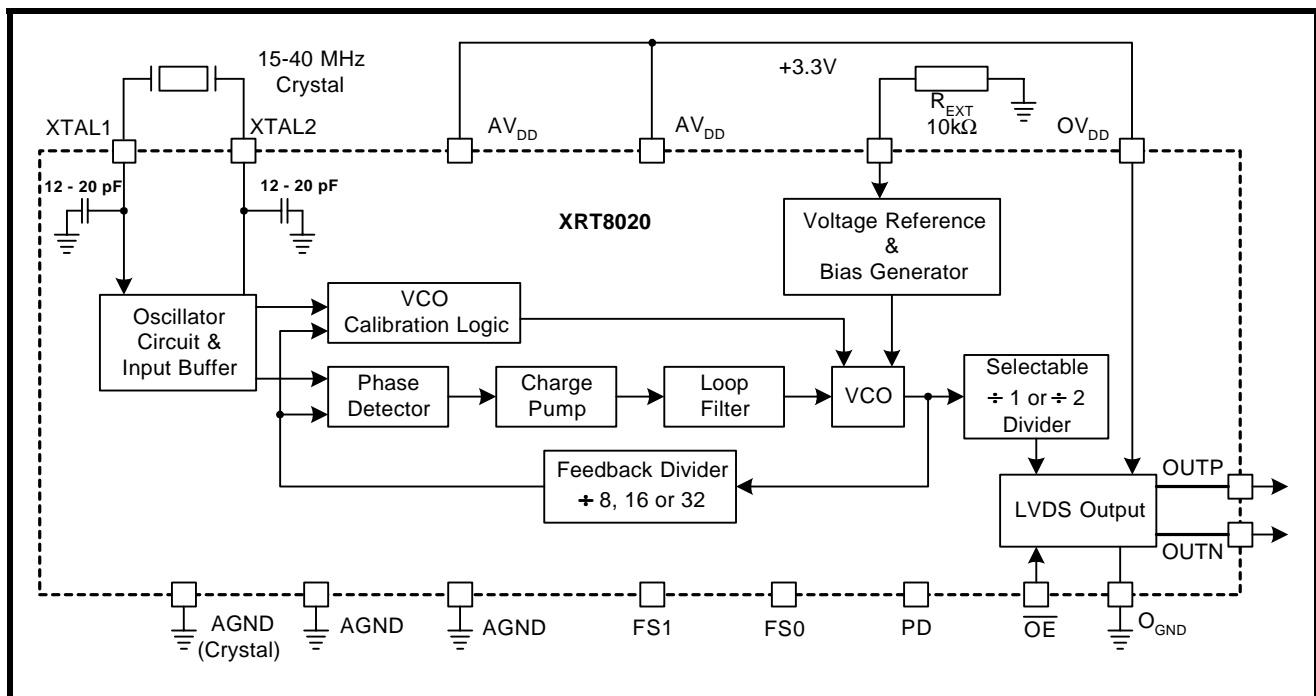 15-40 MHz
Crystal
+3.3V
R_EXT
10kΩ
XTAL1
XTAL2
AV_DD
AV_DD
OV_DD
12 - 20 pF
12 - 20 pF
XRT8020
Voltage Reference
&
Bias Generator
Oscillator
Circuit &
Input Buffer
VCO
Calibration Logic
Phase
Detector
Charge
Pump
Loop
Filter
VCO
Selectable
÷ 1 or ÷ 2
Divider
Feedback Divider
÷ 8, 16 or 32
LVDS Output
OUTP
OUTN
AGND
(Crystal)
AGND
AGND
FS1
FS0
PD
OE
O_GND